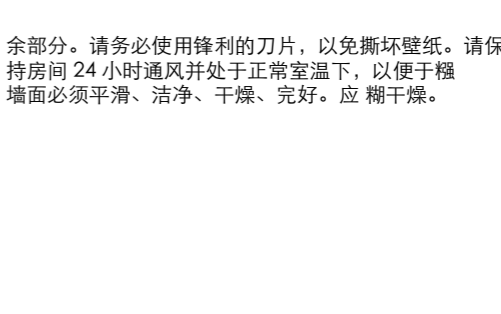 余部分。请务必使用锋利的刀片，以免撕坏壁纸。请保
持房间 24 小时通风并处于正常室温下，以便于糨
墙面必须平滑、洁净、干燥、完好。应 糊干燥。